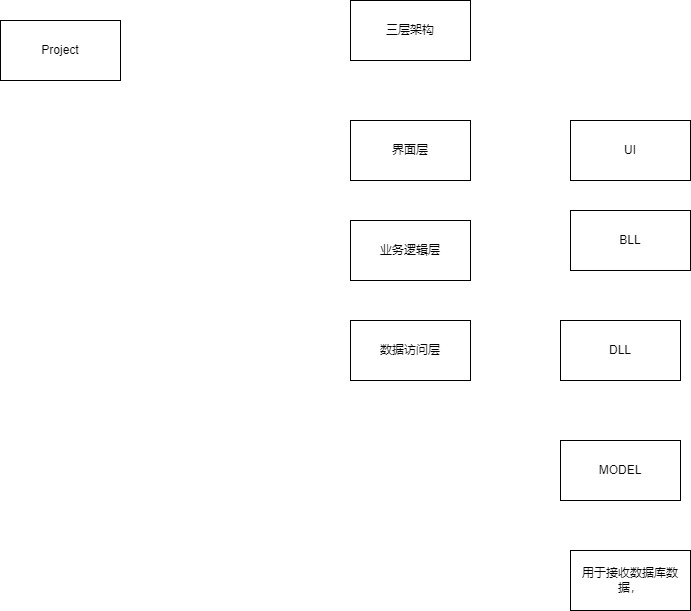 三层架构
Project
界面层
UI
业务逻辑层
BLL
数据访问层
DLL
MODEL
用于接收数据库数
据，